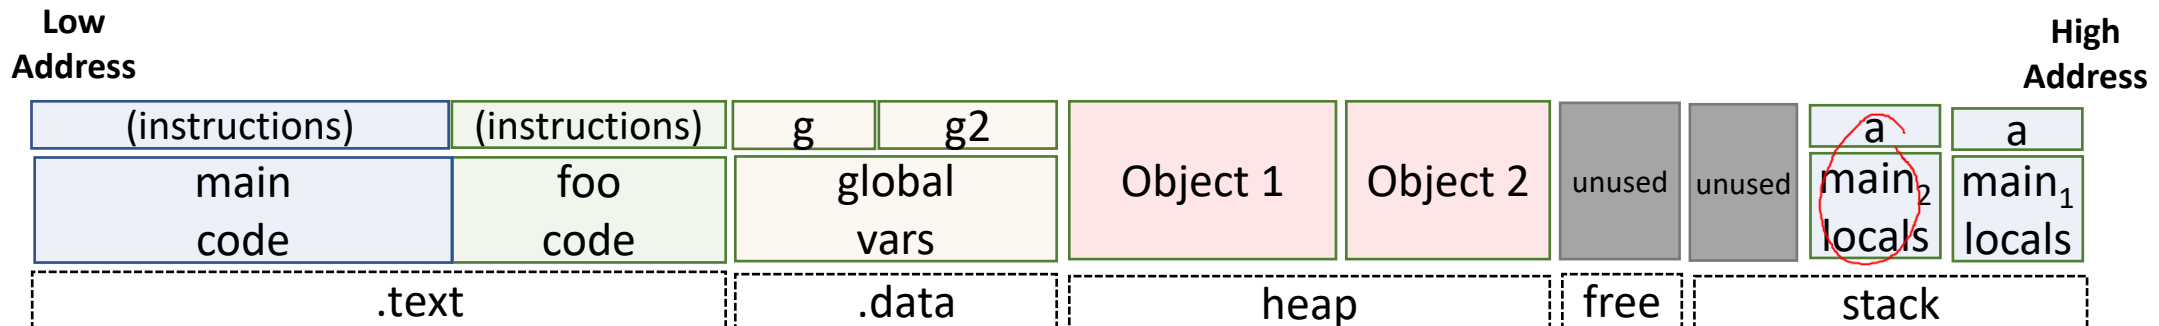 Low
Address
High
Address
(instructions) (instructions) g g2 a a
main
code
foo
code
global
vars
Object 1
Object 2
unused
unused
main₂
locals
main₁
locals
.text .data heap free stack